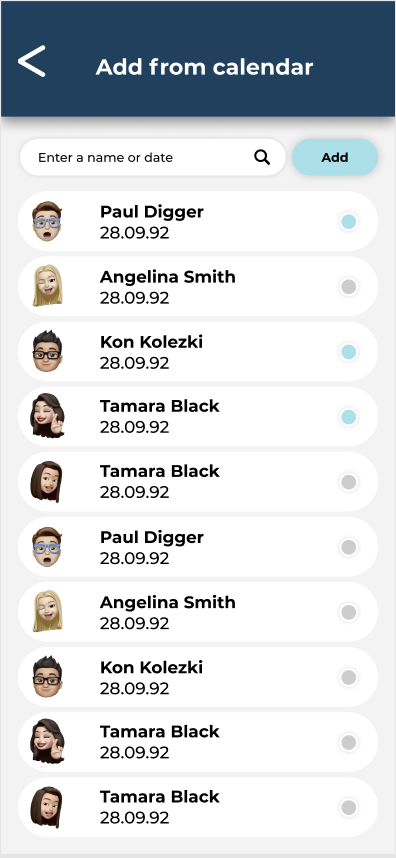 Add from calendar
Enter a name or date
Add
Paul Digger
28.09.92
Angelina Smith
28.09.92
Kon Kolezki
28.09.92
Tamara Black
28.09.92
Tamara Black
28.09.92
Paul Digger
28.09.92
Angelina Smith
28.09.92
Kon Kolezki
28.09.92
Tamara Black
28.09.92
Tamara Black
28.09.92